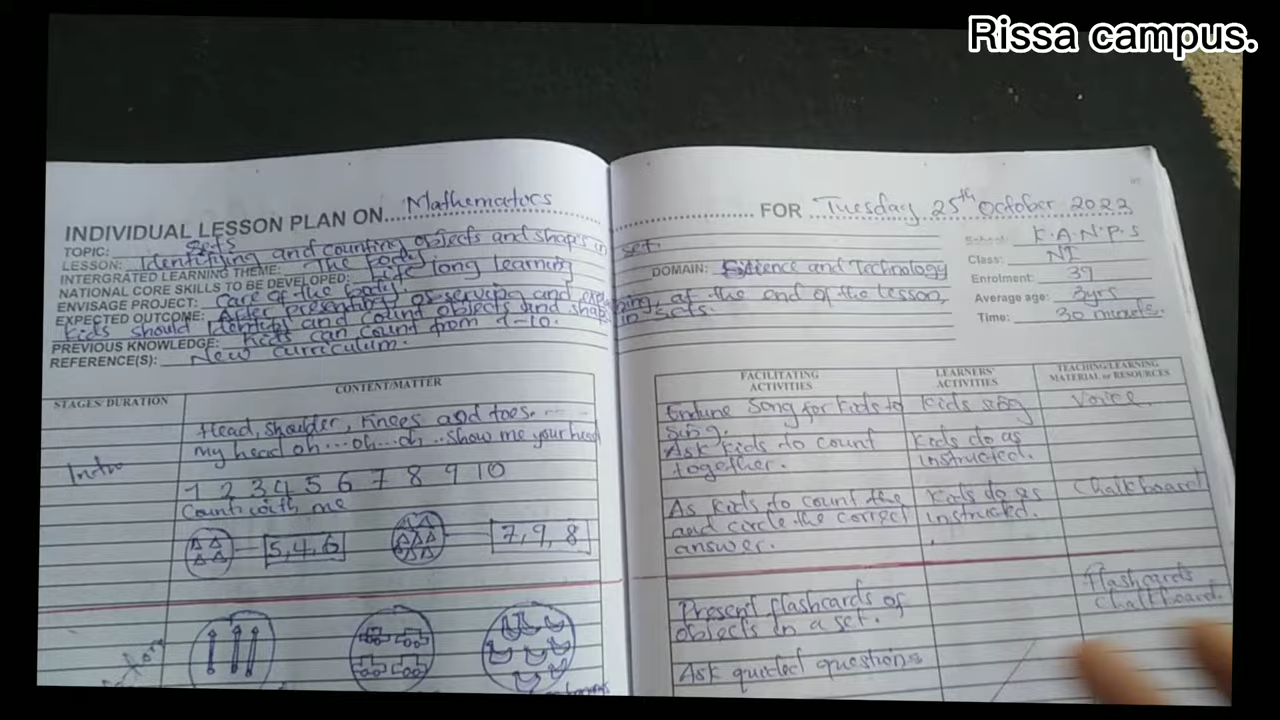 Rissa campus.
INDIVIDUAL LESSON PLAN ON Mathematics FOR Tuesday 25th October 2022
TOPIC: Sets
LESSON: Identifying and counting objects and shapes in set.
INTERGRATED LEARNING THEME: The body
NATIONAL CORE SKILLS TO BE DEVELOPED: Life long learning
DOMAIN: Science and Technology
ENVISAGE PROJECT: Care of the body.
EXPECTED OUTCOME: After presenting, observing and explaining, at the end of the lesson,
kids should identify and count objects and shapes in sets.
PREVIOUS KNOWLEDGE: kids can count from 1-10.
REFERENCE(S): New curriculum.
School: K.A.N.P.S
Class: N1
Enrolment: 39
Average age: 3yrs
Time: 30 minutes.
STAGES/DURATION
CONTENT/MATTER
Intro
Head, shoulder, knees and toes.
My head oh...oh...oh..show me your head
1 2 3 4 5 6 7 8 9 10
Count with me
5,4,6
7,9,8
FACILITATING ACTIVITIES
LEARNERS' ACTIVITIES
TEACHING/LEARNING MATERIAL or RESOURCES
song for kids to
sing.
Kids sing
Voice.
Ask kids to count
together.
Kids do as
instructed.
As kids to count the
and circle the correct
answer.
Kids do as
instructed.
Chalkboard
Present flashcards of
objects in a set.
Flashcards
Chalkboard.
Ask guided questions